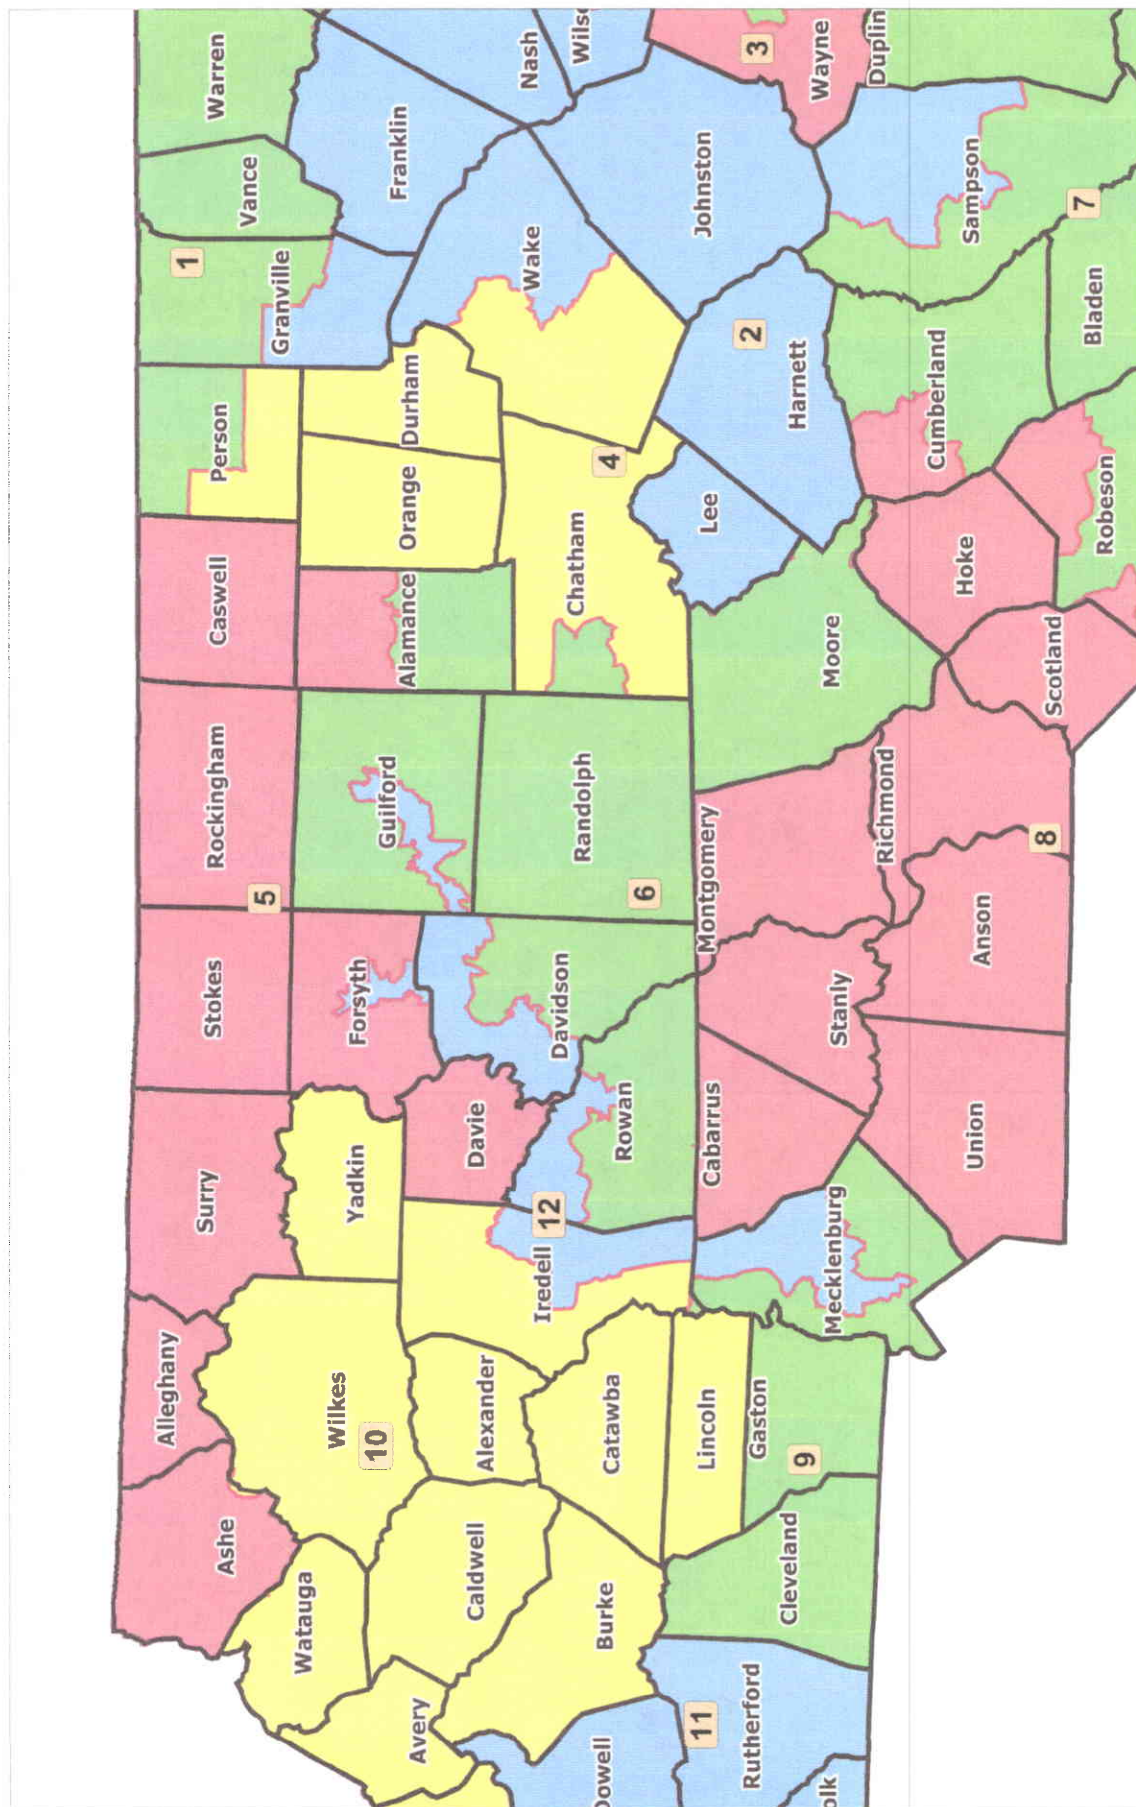 Ashe
Alleghany
Surry
Stokes
Rockingham
Caswell
Person
Granville
1
Vance
Warren
5
Watauga
Wilkes
10
Yadkin
Forsyth
Guilford
Alamance
Orange
Durham
Franklin
Avery
Caldwell
Alexander
Iredell
12
Davie
Davidson
Randolph
Chatham
4
Wake
Nash
Wils
Burke
Catawba
Rowan
6
Lee
Johnston
Dowell
11
Rutherford
Lincoln
Gaston
9
Cleveland
Cabarrus
Montgomery
Moore
Harnett
2
3
Wayne
Duplin
olk
Mecklenburg
Stanly
Richmond
Hoke
Cumberland
Sampson
Union
Anson
8
Scotland
Robeson
Bladen
7